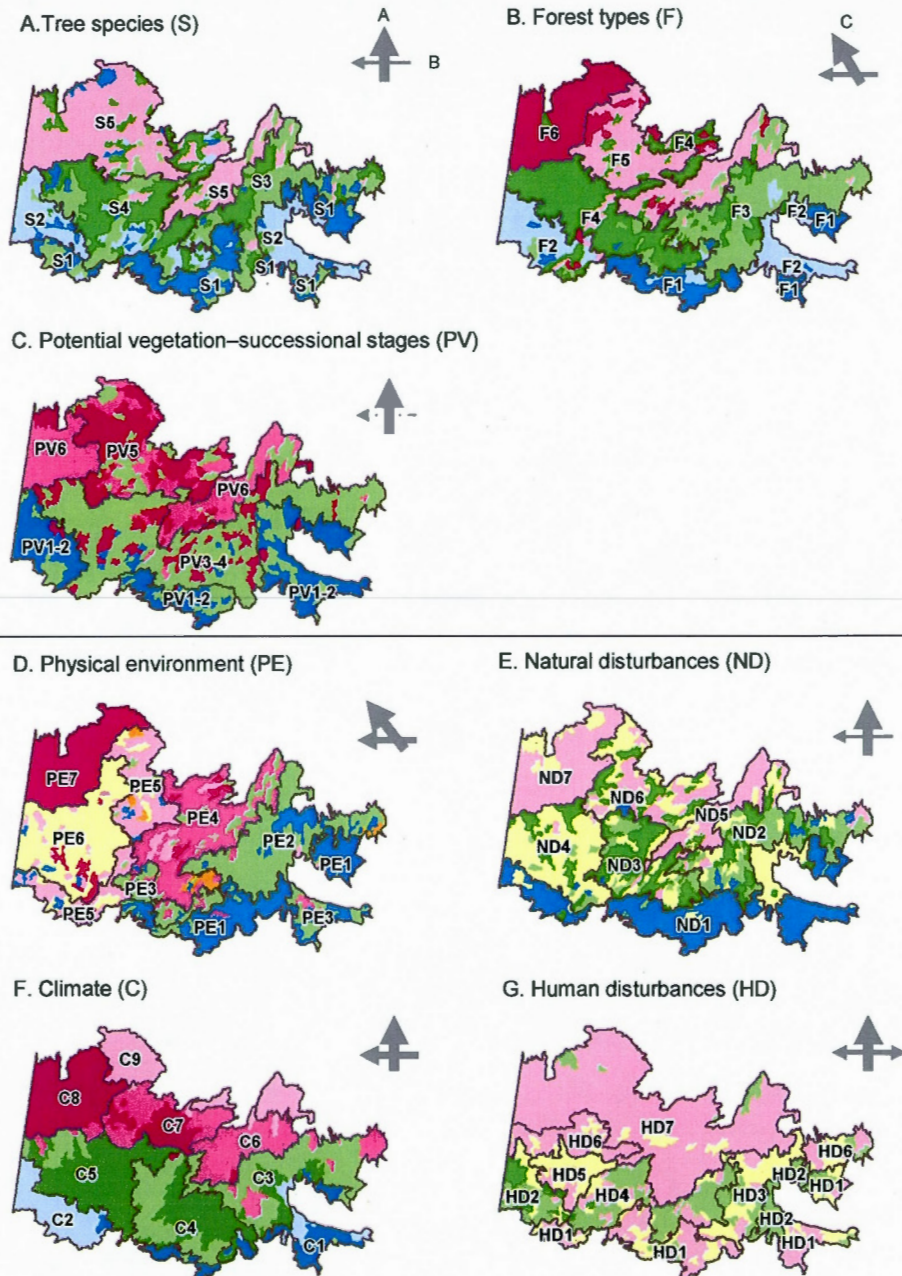 A.Tree species (S)
A
B
S5
S5
S3
S4
S1
S2
S2
S1
S1
S1
S1
B. Forest types (F)
C
F6
F4
F5
F3
F4
F2
F1
F2
F2
F1
F1
C. Potential vegetation–successional stages (PV)
PV6
PV5
PV6
PV1-2
PV3-4
PV1-2
PV1-2
D. Physical environment (PE)
PE7
PE5
PE4
PE6
PE2
PE1
PE3
PE5
PE1
PE3
E. Natural disturbances (ND)
ND7
ND6
ND5
ND2
ND4
ND3
ND1
F. Climate (C)
C9
C8
C7
C6
C5
C3
C2
C4
C1
G. Human disturbances (HD)
HD6
HD7
HD6
HD5
HD2
HD1
HD2
HD4
HD3
HD2
HD1
HD1
HD1